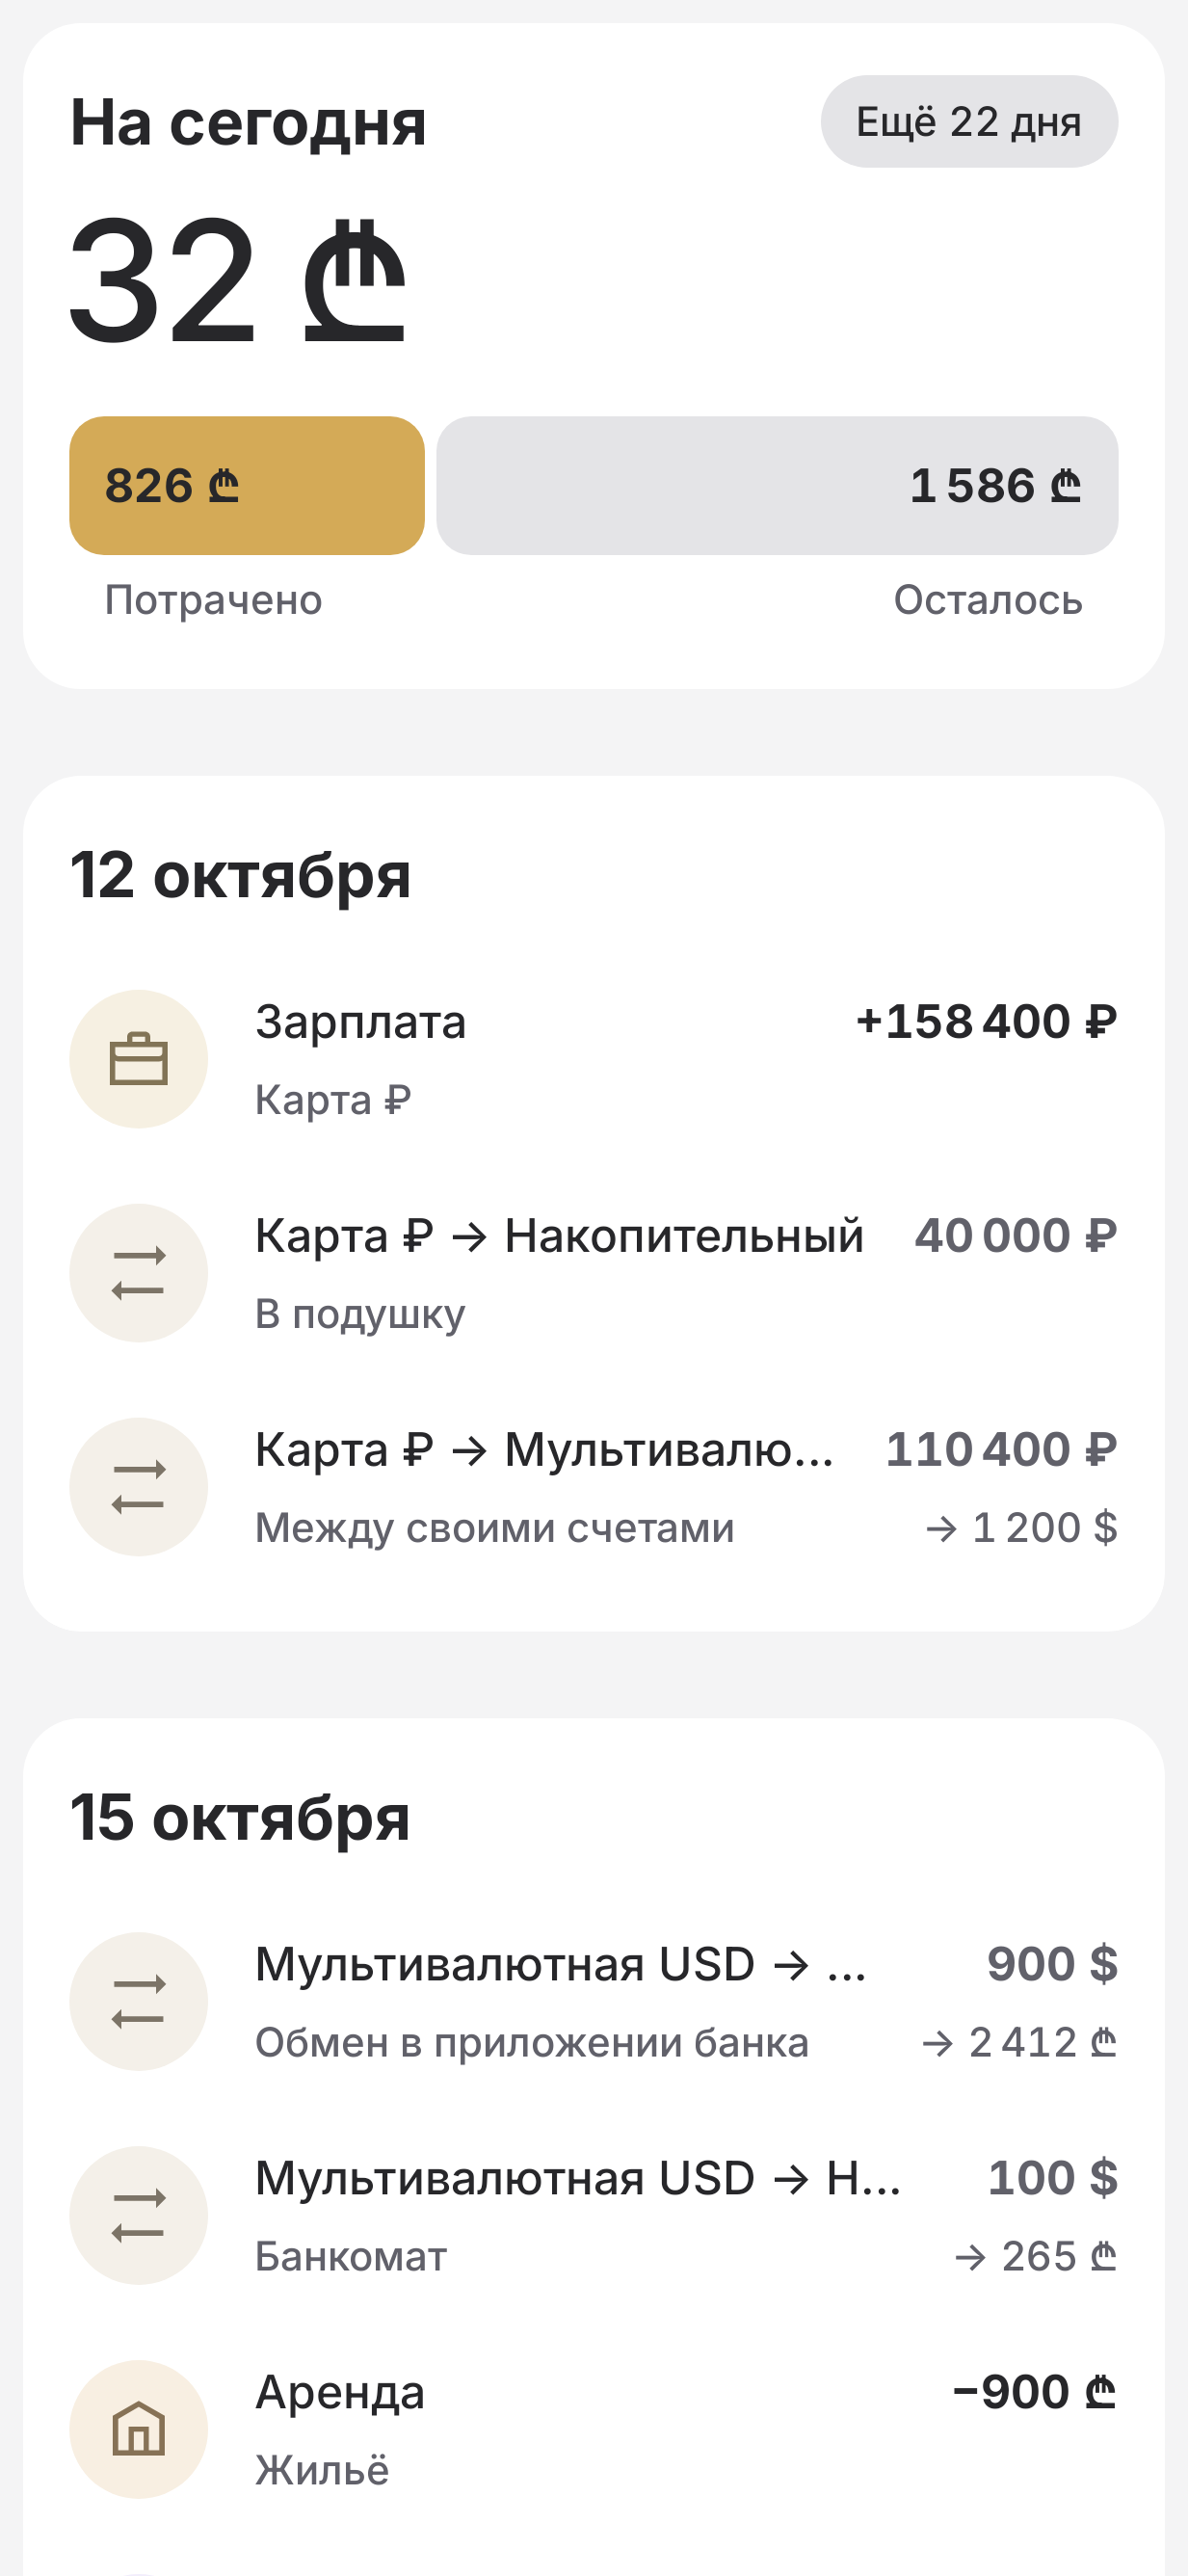 На сегодня
Ещё 22 дня
32 ₾
826 ₾
1 586 ₾
Потрачено
Осталось
12 октября
Зарплата
+158 400 ₽
Карта ₽
Карта ₽ → Накопительный
40 000 ₽
В подушку
Карта ₽ → Мультивалю...
110 400 ₽
Между своими счетами
→ 1 200 $
15 октября
Мультивалютная USD → ...
900 $
Обмен в приложении банка
→ 2 412 ₾
Мультивалютная USD → Н...
100 $
Банкомат
→ 265 ₾
Аренда
−900 ₾
Жильё